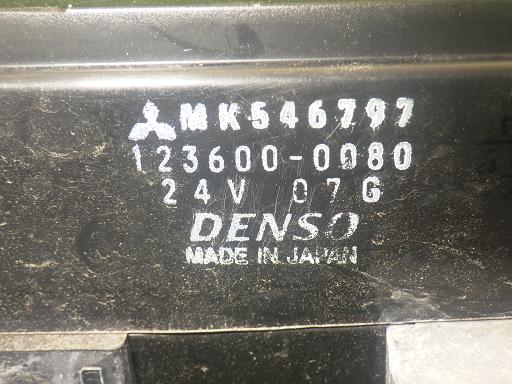 MK546797
123600-0080
24V 07G
DENSO
MADE IN JAPAN